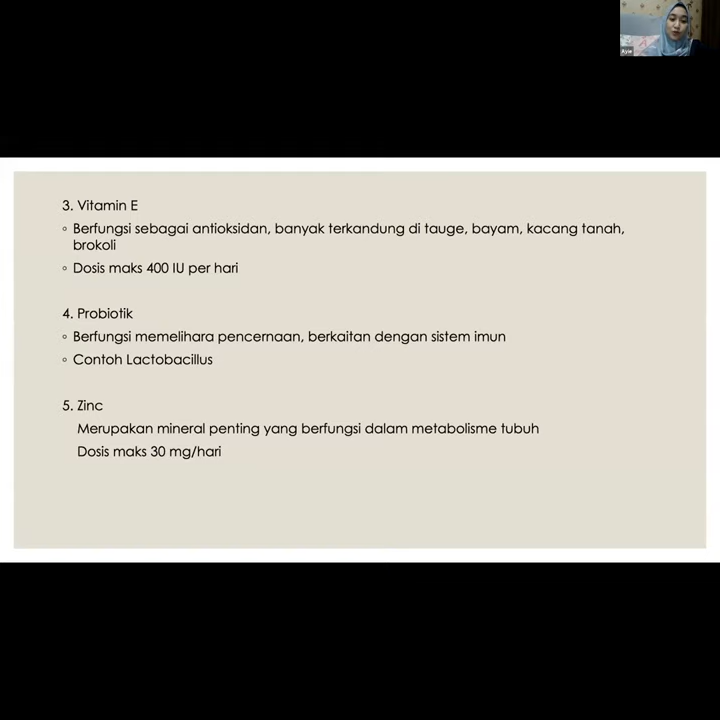 Ayie
3. Vitamin E
◦ Berfungsi sebagai antioksidan, banyak terkandung di tauge, bayam, kacang tanah,
brokoli
◦ Dosis maks 400 IU per hari
4. Probiotik
◦ Berfungsi memelihara pencernaan, berkaitan dengan sistem imun
◦ Contoh Lactobacillus
5. Zinc
Merupakan mineral penting yang berfungsi dalam metabolisme tubuh
Dosis maks 30 mg/hari